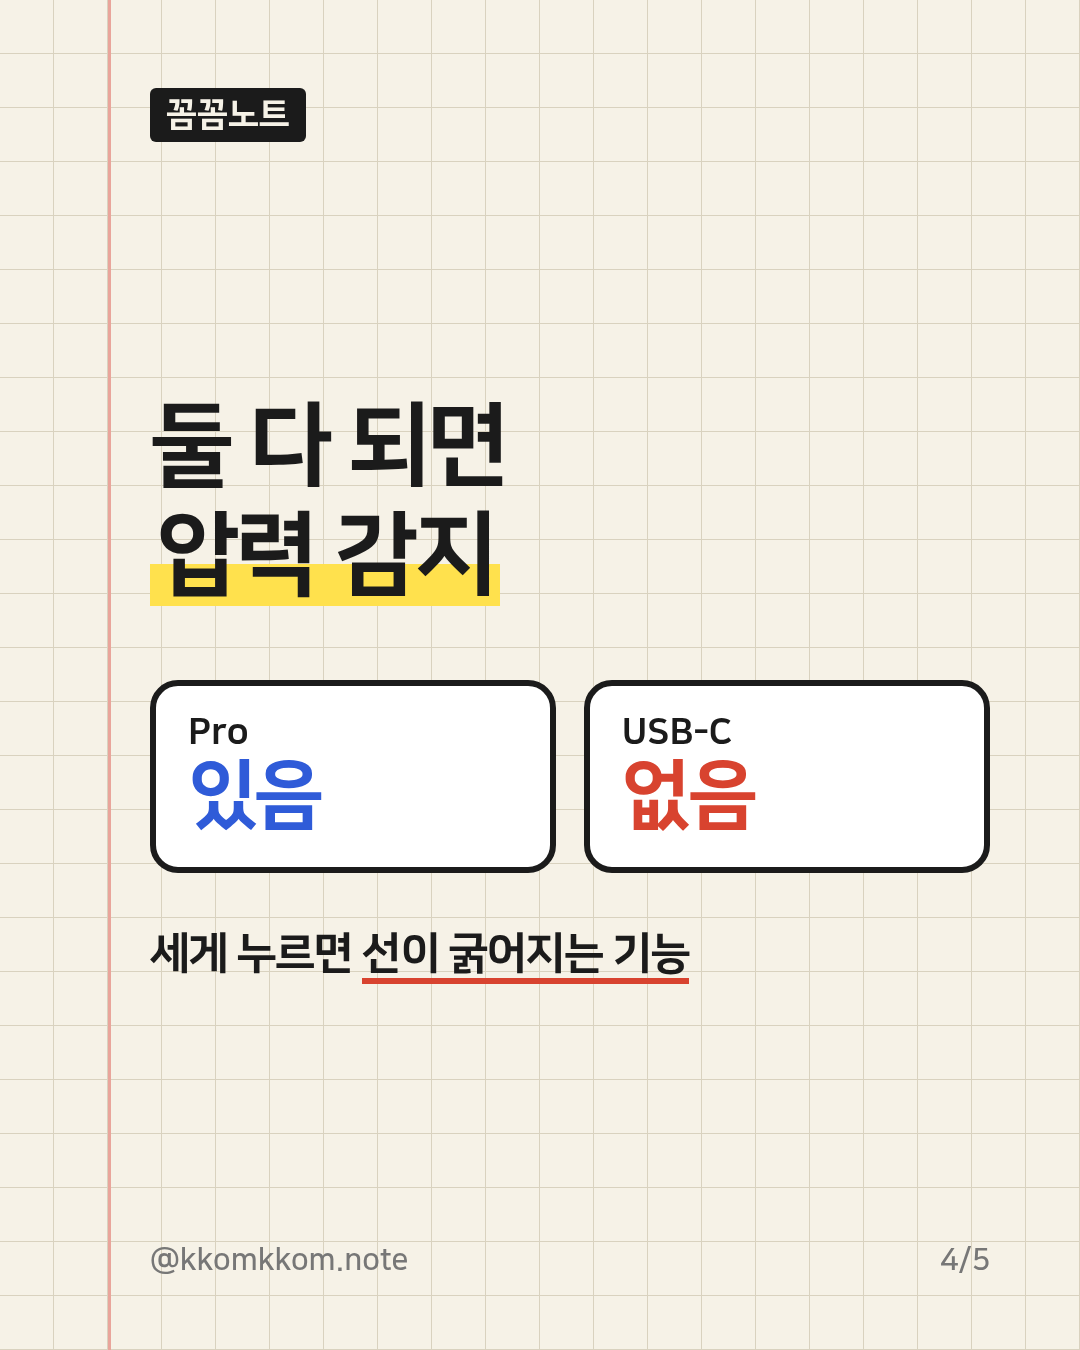 꼼꼼노트
둘 다 되면
압력 감지
Pro
있음
USB-C
없음
세게 누르면 선이 굵어지는 기능
@kkomkkom.note
4/5